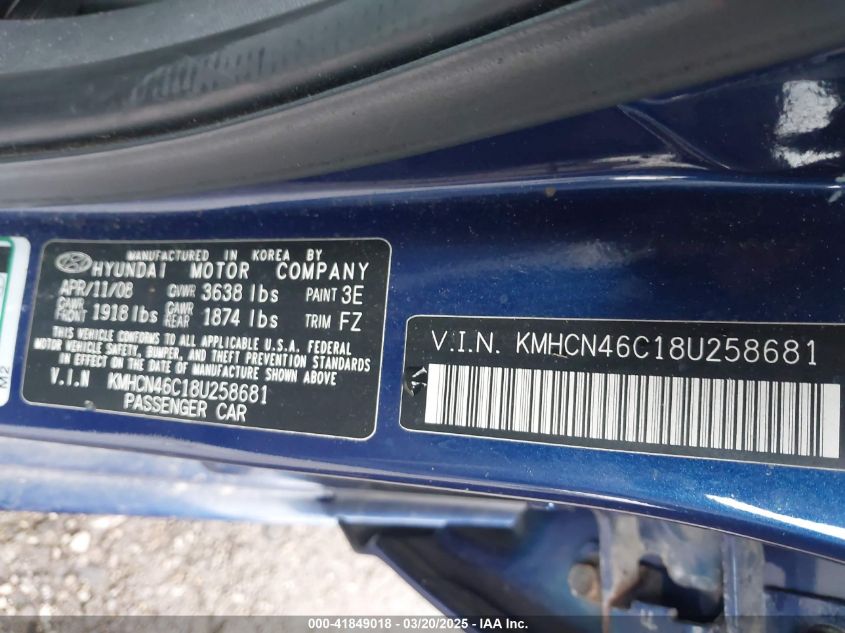 MANUFACTURED IN KOREA BY
HYUNDAI MOTOR COMPANY
APR/11/08 GVWR 3638 lbs PAINT 3E
GAWR FRONT 1918 lbs GAWR REAR 1874 lbs TRIM FZ
THIS VEHICLE CONFORMS TO ALL APPLICABLE U.S.A. FEDERAL
MOTOR VEHICLE SAFETY, BUMPER, AND THEFT PREVENTION STANDARDS
IN EFFECT ON THE DATE OF MANUFACTURE SHOWN ABOVE
V.I.N KMHCN46C18U258681
PASSENGER CAR
V.I.N. KMHCN46C18U258681
M2
000-41849018 - 03/20/2025 - IAAI Inc.